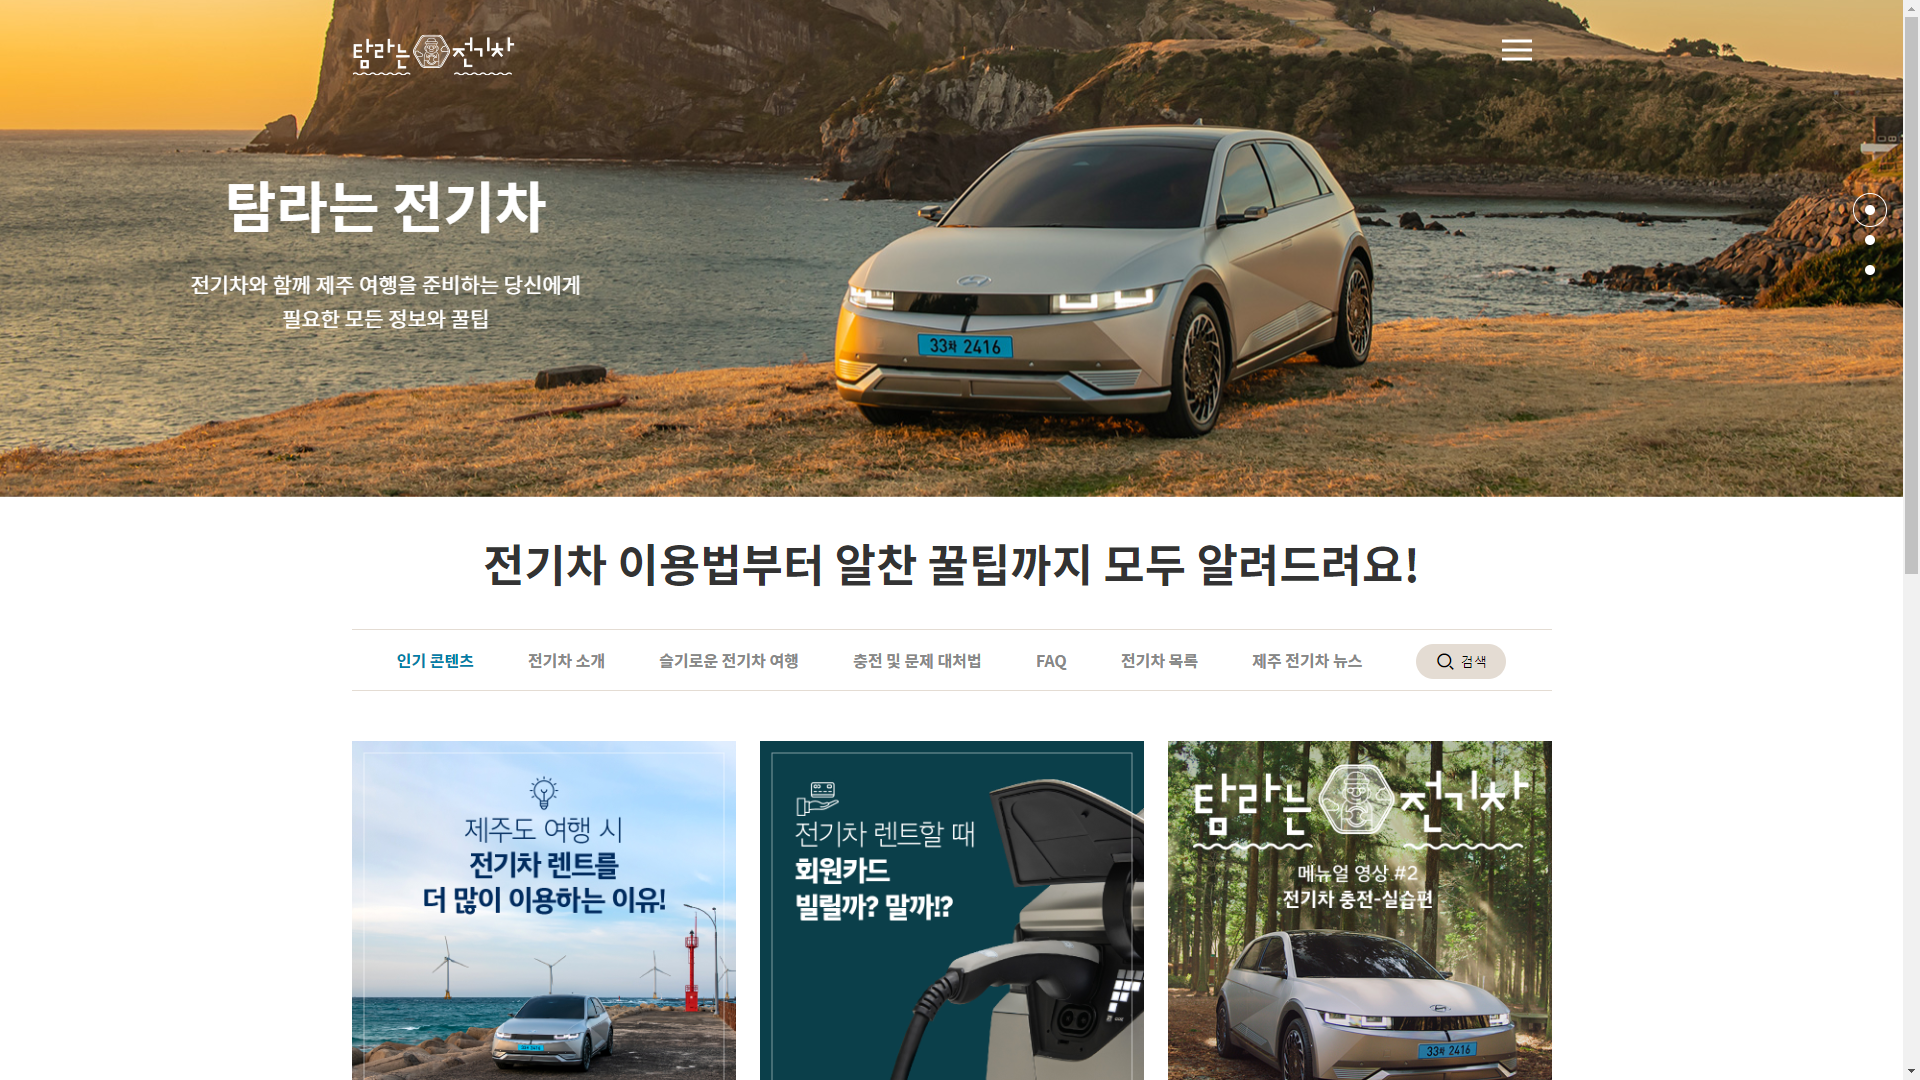 탐라는 전기차
탐라는 전기차
전기차와 함께 제주 여행을 준비하는 당신에게
필요한 모든 정보와 꿀팁
33차 2416
전기차 이용법부터 알찬 꿀팁까지 모두 알려드려요!
인기 콘텐츠 전기차 소개 슬기로운 전기차 여행 충전 및 문제 대처법 FAQ 전기차 목록 제주 전기차 뉴스 검색
제주도 여행 시
전기차 렌트를
더 많이 이용하는 이유!
전기차 렌트할 때
회원카드
빌릴까? 말까!?
탐라는 전기차
메뉴얼 영상 #2
전기차 충전-실습편
33차 2416